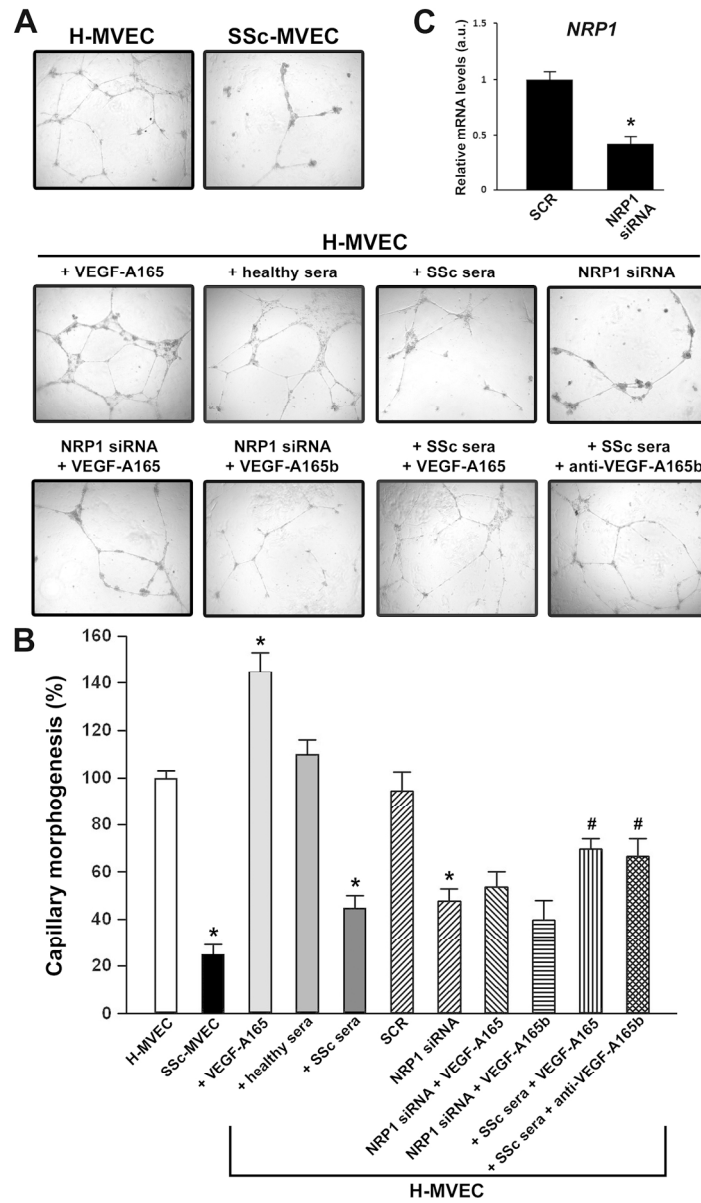 A
H-MVEC
SSc-MVEC
C
NRP1
Relative mRNA levels (a.u.)
1.5
1
0.5
0
*
SCR
NRP1
siRNA
H-MVEC
+ VEGF-A165
+ healthy sera
+ SSc sera
NRP1 siRNA
NRP1 siRNA
+ VEGF-A165
NRP1 siRNA
+ VEGF-A165b
+ SSc sera
+ VEGF-A165
+ SSc sera
+ anti-VEGF-A165b
B
Capillary morphogenesis (%)
160
140
120
100
80
60
40
20
0
*
*
*
*
#
#
H-MVEC
SSc-MVEC
+ VEGF-A165
+ healthy sera
+ SSc sera
SCR
NRP1 siRNA
NRP1 siRNA + VEGF-A165
NRP1 siRNA + VEGF-A165b
+ SSc sera + VEGF-A165
+ SSc sera + anti-VEGF-A165b
H-MVEC